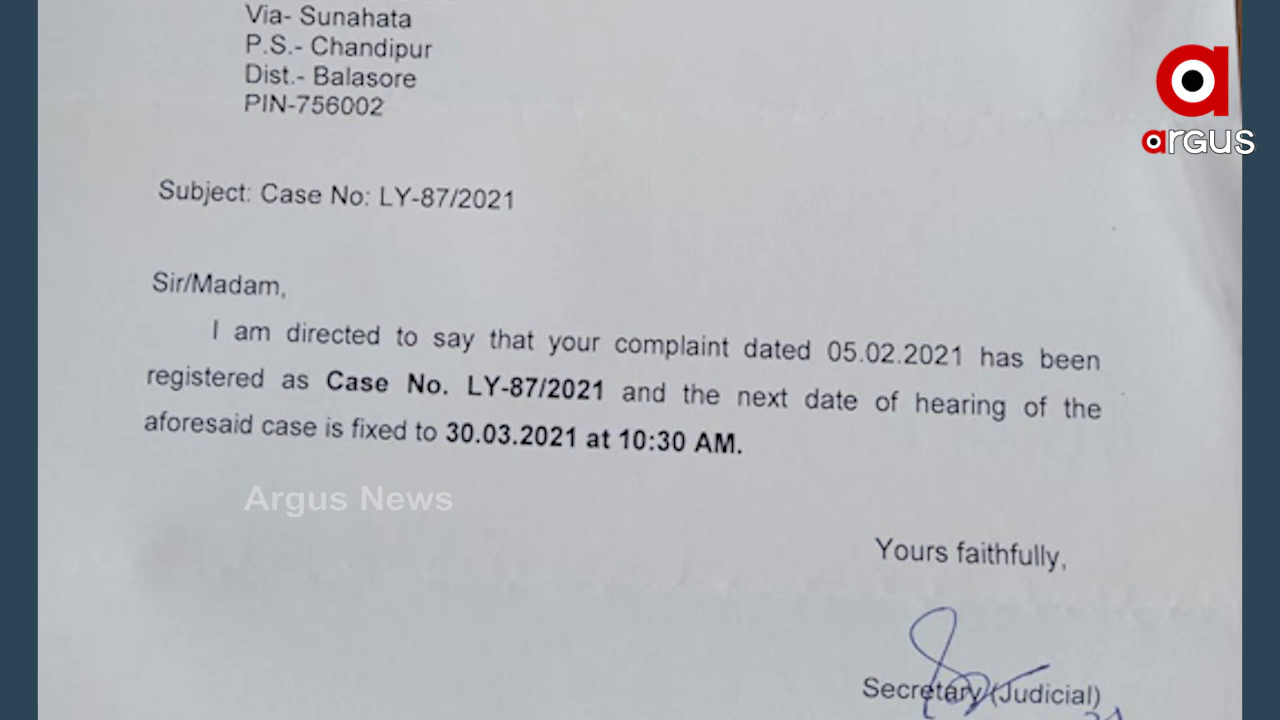 Via- Sunahata
P.S.- Chandipur
Dist.- Balasore
PIN-756002
argus
Subject: Case No: LY-87/2021
Sir/Madam,
I am directed to say that your complaint dated 05.02.2021 has been
registered as Case No. LY-87/2021 and the next date of hearing of the
aforesaid case is fixed to 30.03.2021 at 10:30 AM.
Argus News
Yours faithfully,
Secretary (Judicial)